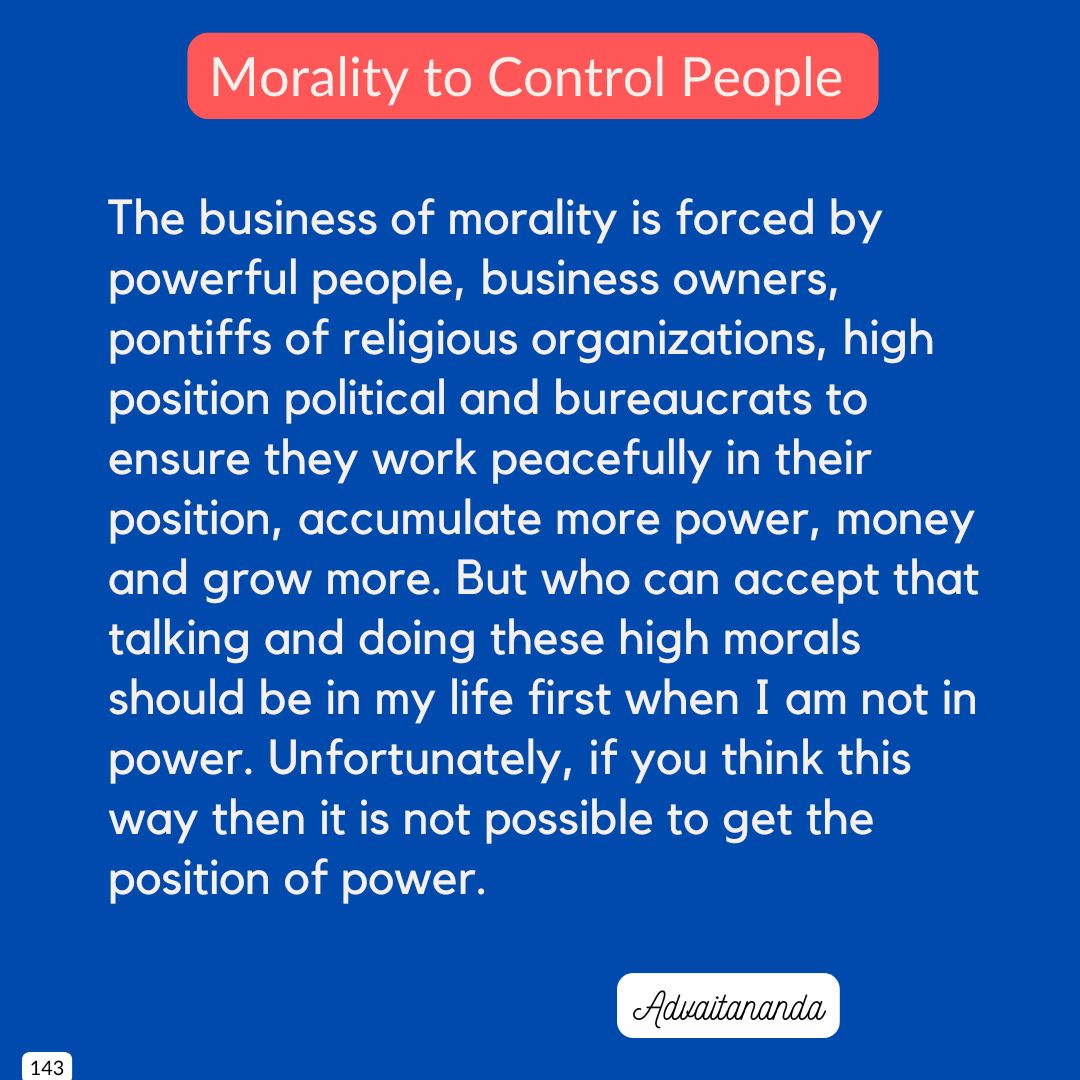 Morality to Control People
The business of morality is forced by
powerful people, business owners,
pontiffs of religious organizations, high
position political and bureaucrats to
ensure they work peacefully in their
position, accumulate more power, money
and grow more. But who can accept that
talking and doing these high morals
should be in my life first when I am not in
power. Unfortunately, if you think this
way then it is not possible to get the
position of power.
Advaitananda
143